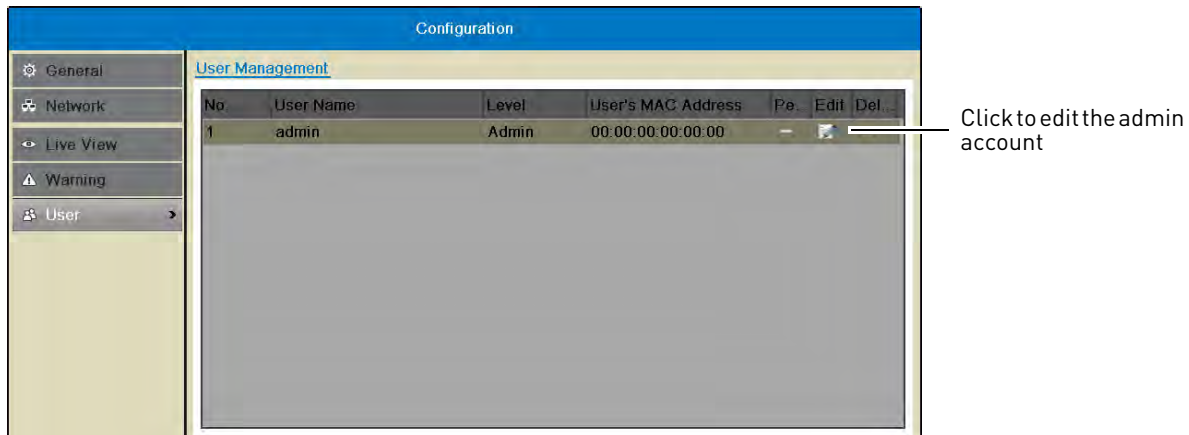 Configuration
General
Network
Live View
Warning
User
User Management
No. User Name Level User's MAC Address Pe... Edit Del...
1 admin Admin 00:00:00:00:00:00
Click to edit the admin
account